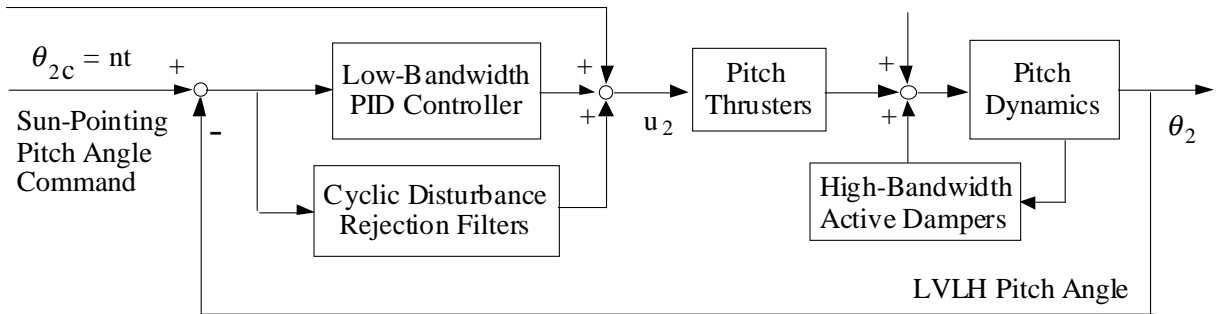 θ2c = nt
+
Sun-Pointing
Pitch Angle
Command
-
Low-Bandwidth
PID Controller
Cyclic Disturbance
Rejection Filters
+
+
u2
Pitch
Thrusters
+
+
Pitch
Dynamics
High-Bandwidth
Active Dampers
θ2
LVLH Pitch Angle